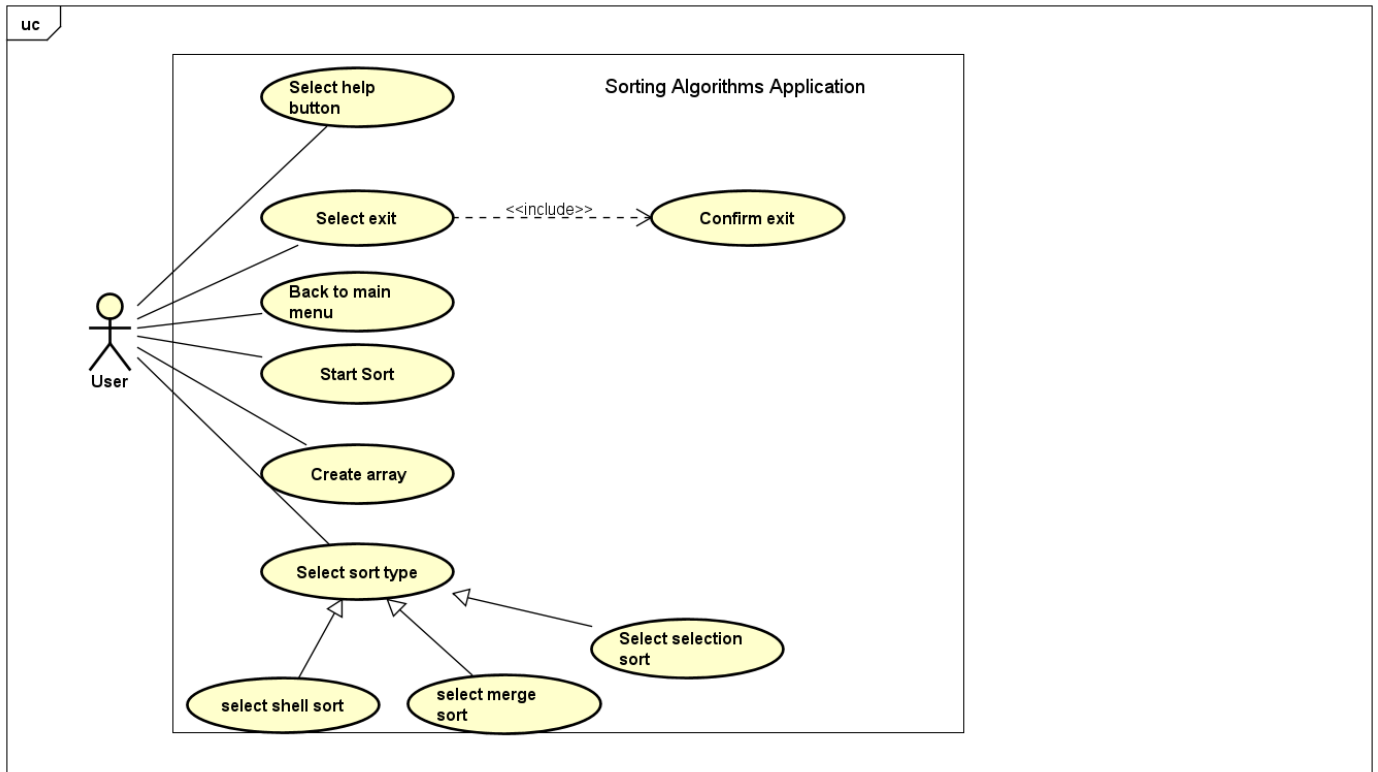 uc
Sorting Algorithms Application
Select help
button
Select exit
<<include>>
Confirm exit
Back to main
menu
Start Sort
User
Create array
Select sort type
Select selection
sort
select shell sort
select merge
sort